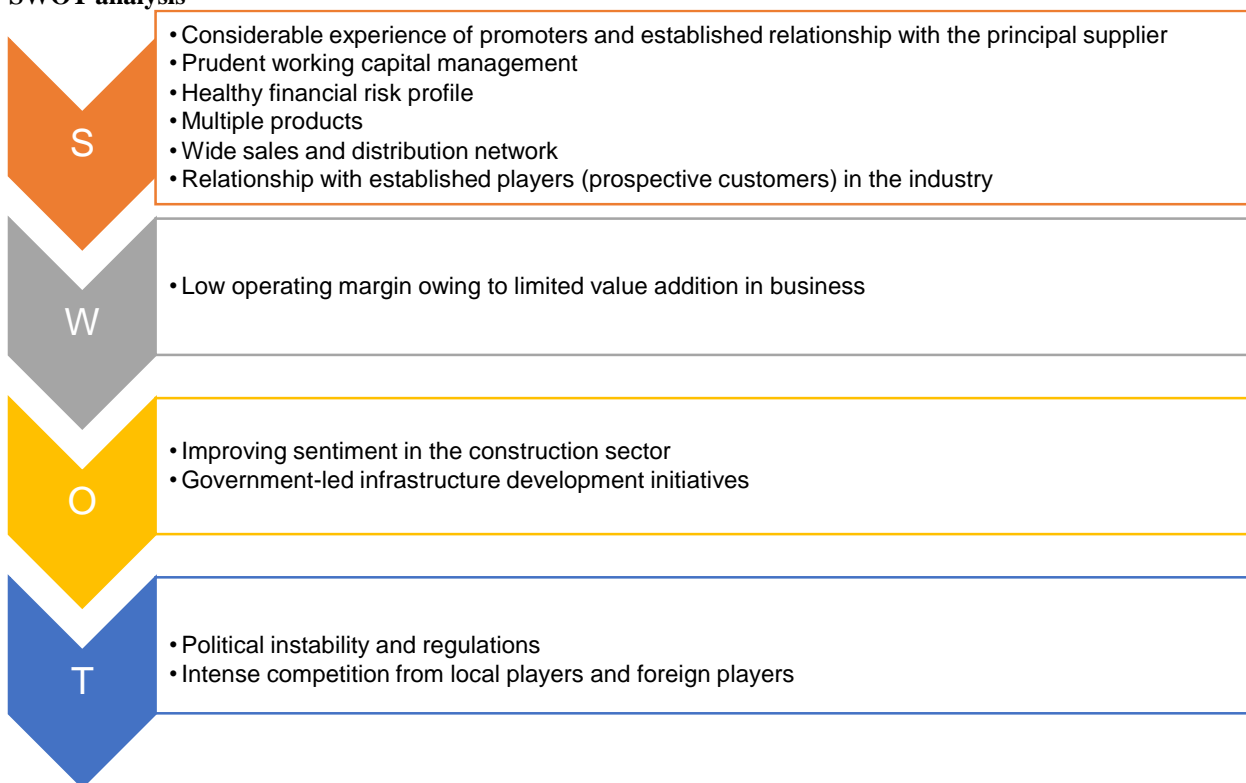 SWOT analysis
S
• Considerable experience of promoters and established relationship with the principal supplier
• Prudent working capital management
• Healthy financial risk profile
• Multiple products
• Wide sales and distribution network
• Relationship with established players (prospective customers) in the industry
W
• Low operating margin owing to limited value addition in business
O
• Improving sentiment in the construction sector
• Government-led infrastructure development initiatives
T
• Political instability and regulations
• Intense competition from local players and foreign players